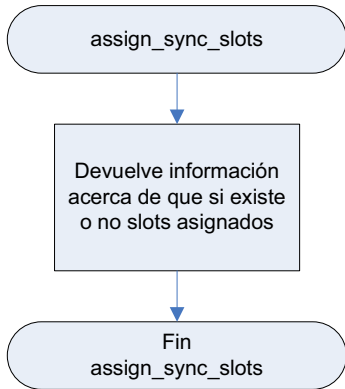 assign_sync_slots
Devuelve información
acerca de que si existe
o no slots asignados
Fin
assign_sync_slots